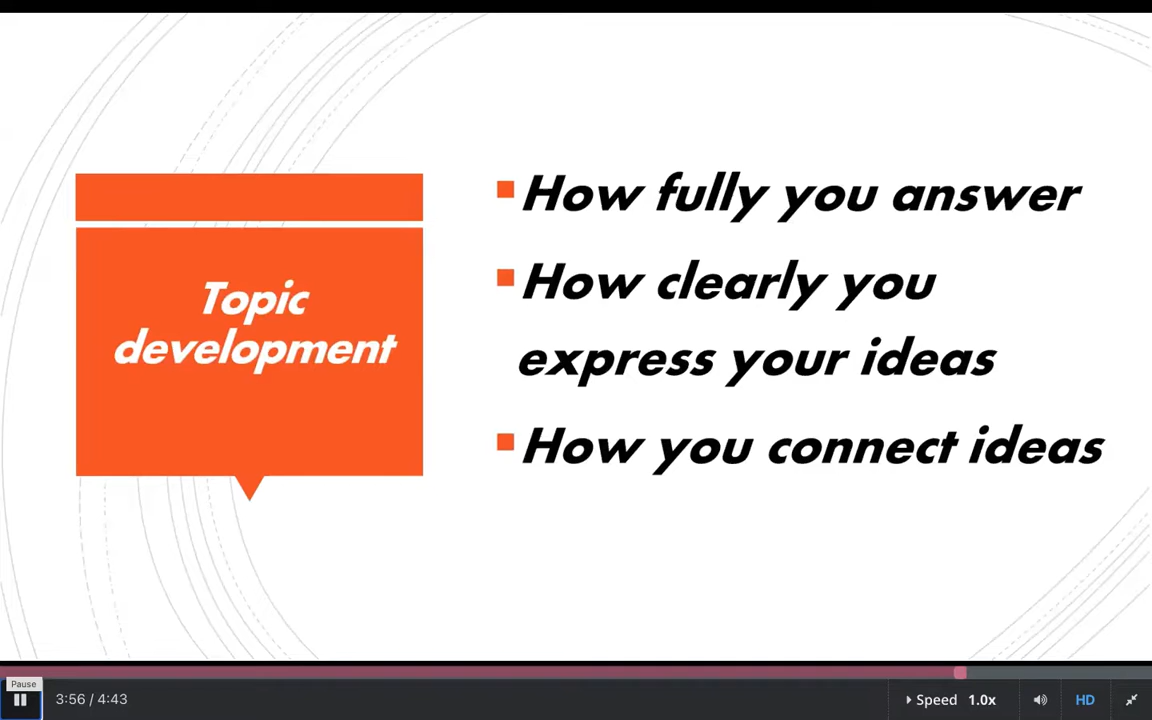 Topic
development
How fully you answer
How clearly you
express your ideas
How you connect ideas
Pause
3:56 / 4:43
Speed 1.0x
HD